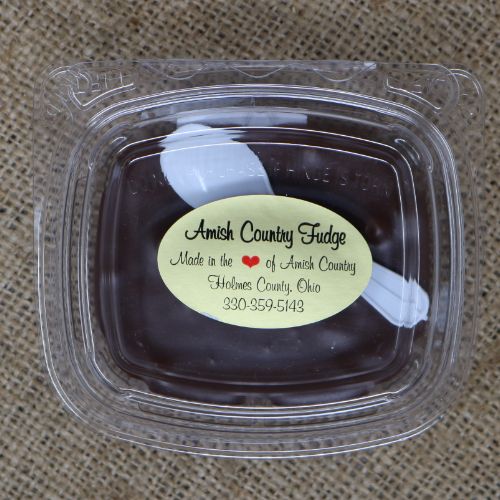 Amish Country Fudge
Made in the ❤ of Amish Country
Holmes County, Ohio
330-359-5143